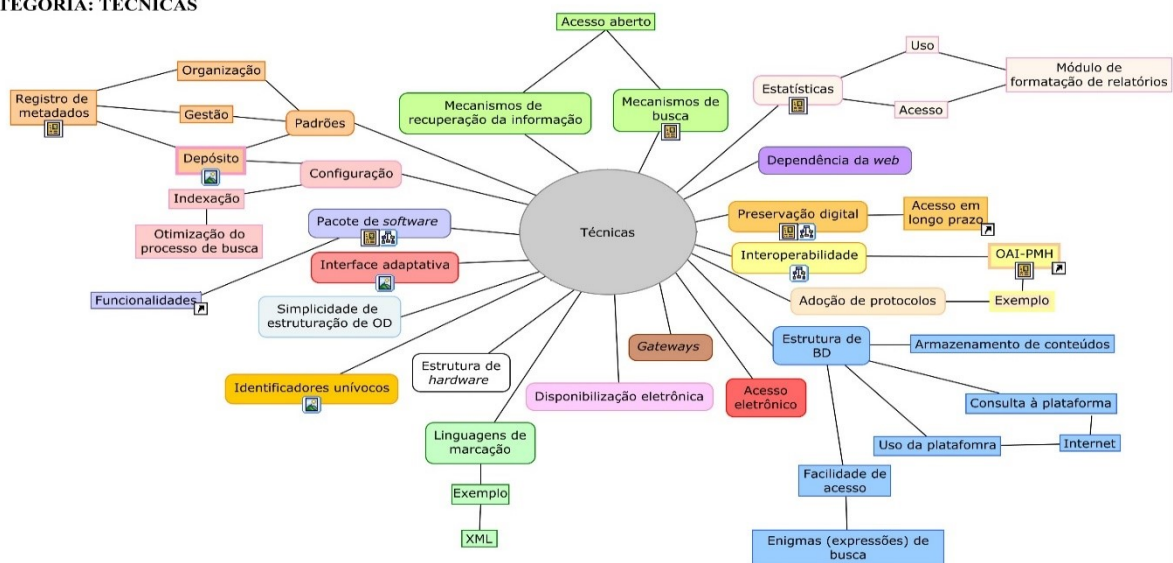 TEGORIA: TÉCNICAS
Acesso aberto
Mecanismos de
recuperação da informação
Mecanismos de
busca
Estatísticas
Uso
Acesso
Módulo de
formatação de relatórios
Organização
Registro de
metadados
Gestão
Padrões
Depósito
Configuração
Indexação
Otimização do
processo de busca
Dependência da web
Pacote de software
Técnicas
Preservação digital
Acesso em
longo prazo
Interface adaptativa
Interoperabilidade
OAI-PMH
Funcionalidades
Simplicidade de
estruturação de OD
Adoção de protocolos
Exemplo
Estrutura de
hardware
Gateways
Estrutura de
BD
Armazenamento de conteúdos
Identificadores unívocos
Disponibilização eletrônica
Acesso
eletrônico
Consulta à plataforma
Linguagens de
marcação
Uso da platafomra
Internet
Exemplo
Facilidade de
acesso
XML
Enigmas (expressões) de
busca